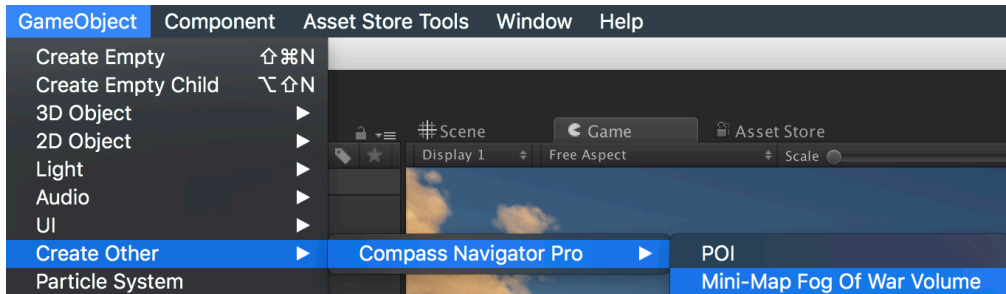 GameObject Component Asset Store Tools Window Help
Create Empty ⇧⌘N
Create Empty Child ⌥⇧N
3D Object ▶
2D Object ▶
Light ▶
Audio ▶
UI ▶
Create Other ▶
Particle System
Scene Game Asset Store
Display 1 Free Aspect Scale
Compass Navigator Pro ▶
POI
Mini-Map Fog Of War Volume